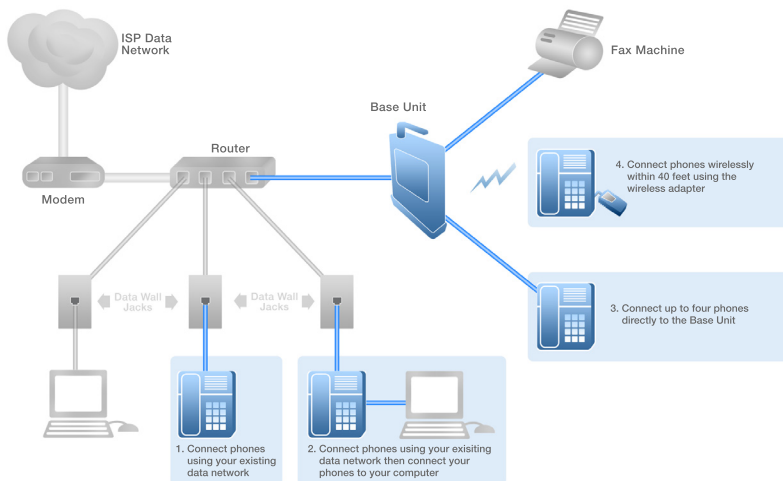 ISP Data
Network
Fax Machine
Base Unit
Router
Modem
4. Connect phones wirelessly
within 40 feet using the
wireless adapter
Data Wall
Jacks
Data Wall
Jacks
3. Connect up to four phones
directly to the Base Unit
1. Connect phones
using your existing
data network
2. Connect phones using your exisiting
data network then connect your
phones to your computer